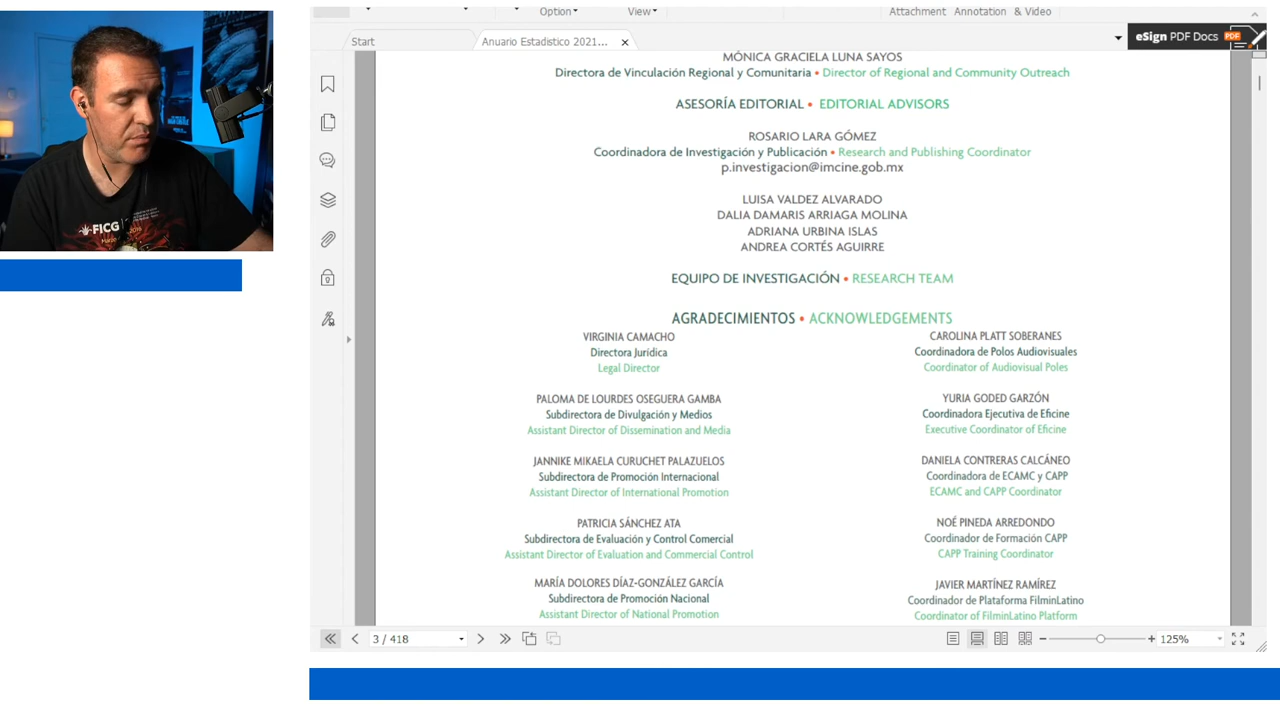 Option
View
Attachment Annotation & Video
Start
Anuario Estadistico 2021...
eSign PDF Docs PDF
MÓNICA GRACIELA LUNA SAYOS
Directora de Vinculación Regional y Comunitaria • Director of Regional and Community Outreach
ASESORÍA EDITORIAL • EDITORIAL ADVISORS
ROSARIO LARA GÓMEZ
Coordinadora de Investigación y Publicación • Research and Publishing Coordinator
p.investigacion@imcine.gob.mx
LUISA VALDEZ ALVARADO
DALIA DAMARIS ARRIAGA MOLINA
ADRIANA URBINA ISLAS
ANDREA CORTÉS AGUIRRE
EQUIPO DE INVESTIGACIÓN • RESEARCH TEAM
AGRADECIMIENTOS • ACKNOWLEDGEMENTS
VIRGINIA CAMACHO
Directora Jurídica
Legal Director
PALOMA DE LOURDES OSEGUERA GAMBA
Subdirectora de Divulgación y Medios
Assistant Director of Dissemination and Media
JANNIKE MIKAELA CURUCHET PALAZUELOS
Subdirectora de Promoción Internacional
Assistant Director of International Promotion
PATRICIA SÁNCHEZ ATA
Subdirectora de Evaluación y Control Comercial
Assistant Director of Evaluation and Commercial Control
MARÍA DOLORES DÍAZ-GONZÁLEZ GARCÍA
Subdirectora de Promoción Nacional
Assistant Director of National Promotion
CAROLINA PLATT SOBERANES
Coordinadora de Polos Audiovisuales
Coordinator of Audiovisual Poles
YURIA GODED GARZÓN
Coordinadora Ejecutiva de Eficine
Executive Coordinator of Eficine
DANIELA CONTRERAS CALCÁNEO
Coordinadora de ECAMC y CAPP
ECAMC and CAPP Coordinator
NOÉ PINEDA ARREDONDO
Coordinador de Formación CAPP
CAPP Training Coordinator
JAVIER MARTÍNEZ RAMÍREZ
Coordinador de Plataforma FilminLatino
Coordinator of FilminLatino Platform
3 / 418
125%
FICG